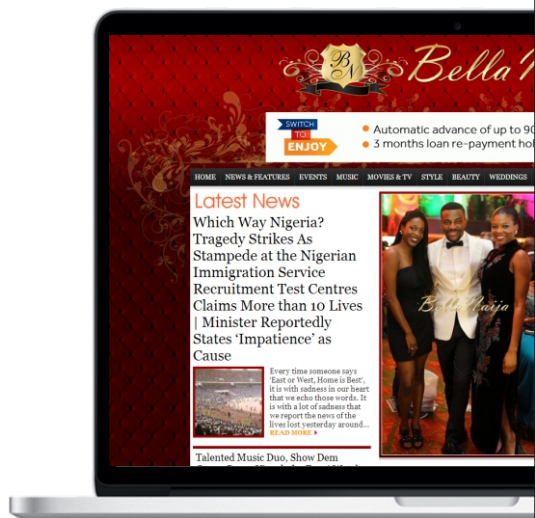 BN
Bella N
SWITCH
TO
ENJOY
Automatic advance of up to 90
3 months loan re-payment hol
HOME NEWS & FEATURES EVENTS MUSIC MOVIES & TV STYLE BEAUTY WEDDINGS
Latest News
Which Way Nigeria?
Tragedy Strikes As
Stampede at the Nigerian
Immigration Service
Recruitment Test Centres
Claims More than 10 Lives
| Minister Reportedly
States ‘Impatience’ as
Cause
Every time someone says
‘East or West, Home is Best’,
it is with sadness in our heart
that we echo those words. It
is with a lot of sadness that
we report the news of the
lives lost yesterday around...
READ MORE
BellaNaija
Talented Music Duo, Show Dem